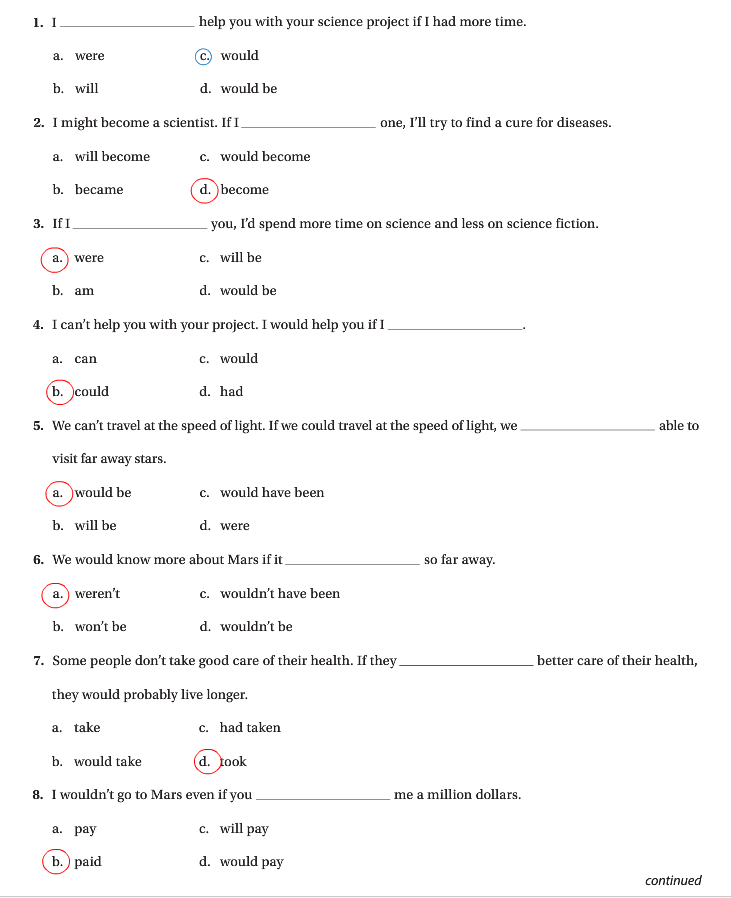 1. I ____________________ help you with your science project if I had more time.
a. were c. would
b. will d. would be
2. I might become a scientist. If I ____________________ one, I'll try to find a cure for diseases.
a. will become c. would become
b. became d. become
3. If I ____________________ you, I'd spend more time on science and less on science fiction.
a. were c. will be
b. am d. would be
4. I can't help you with your project. I would help you if I ____________________.
a. can c. would
b. could d. had
5. We can't travel at the speed of light. If we could travel at the speed of light, we ____________________ able to
visit far away stars.
a. would be c. would have been
b. will be d. were
6. We would know more about Mars if it ____________________ so far away.
a. weren't c. wouldn't have been
b. won't be d. wouldn't be
7. Some people don't take good care of their health. If they ____________________ better care of their health,
they would probably live longer.
a. take c. had taken
b. would take d. took
8. I wouldn't go to Mars even if you ____________________ me a million dollars.
a. pay c. will pay
b. paid d. would pay
continued